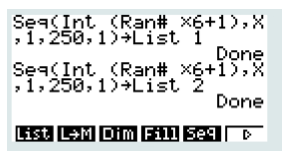 Seq(Int (Ran# ×6+1),X
,1,250,1)→List 1
Done
Seq(Int (Ran# ×6+1),X
,1,250,1)→List 2
Done
List L→M Dim Fill Seq ▷